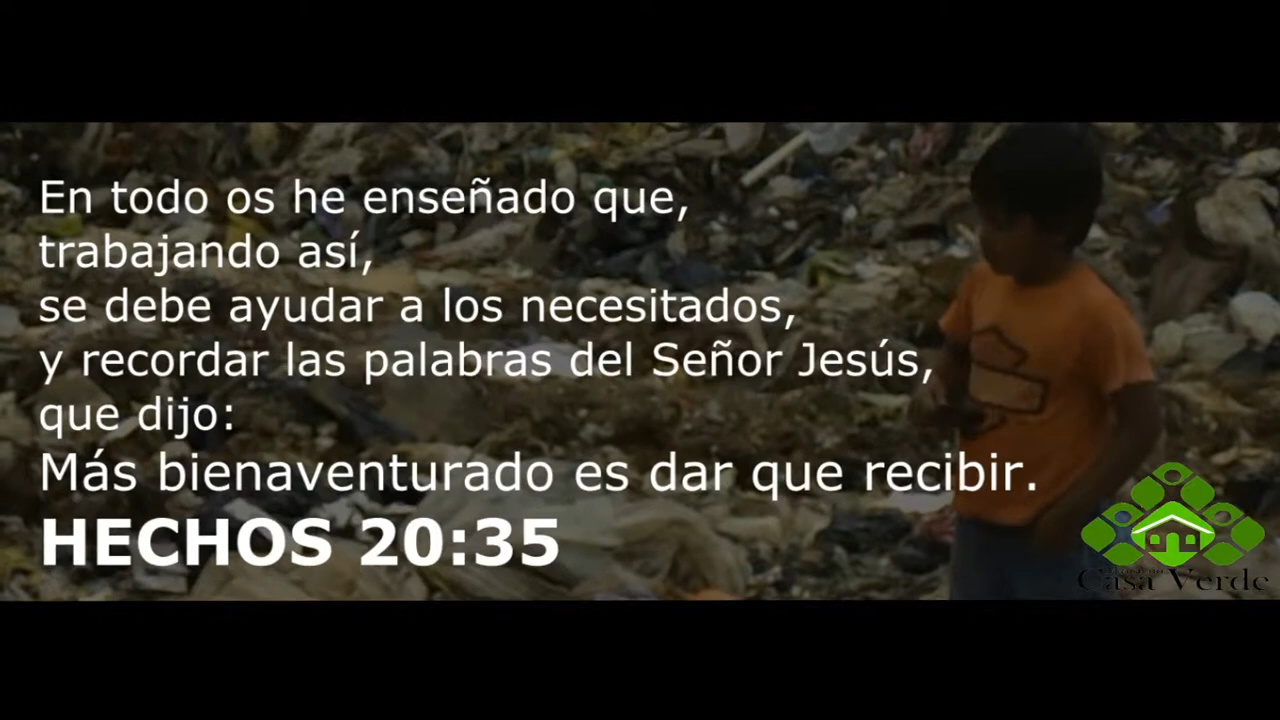 En todo os he enseñado que,
trabajando así,
se debe ayudar a los necesitados,
y recordar las palabras del Señor Jesús,
que dijo:
Más bienaventurado es dar que recibir.
HECHOS 20:35
Casa Verde